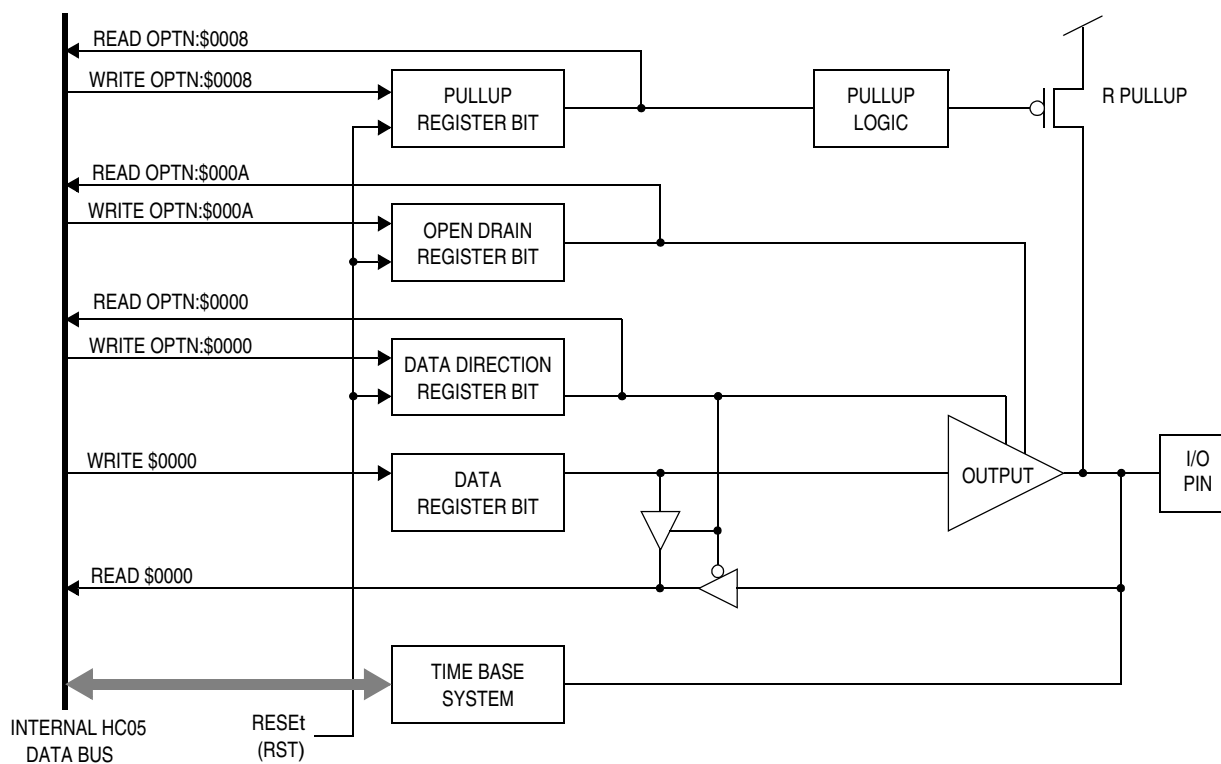 READ OPTN:$0008
WRITE OPTN:$0008
PULLUP
REGISTER BIT
PULLUP
LOGIC
R PULLUP
READ OPTN:$000A
WRITE OPTN:$000A
OPEN DRAIN
REGISTER BIT
READ OPTN:$0000
WRITE OPTN:$0000
DATA DIRECTION
REGISTER BIT
WRITE $0000
DATA
REGISTER BIT
OUTPUT
I/O
PIN
READ $0000
TIME BASE
SYSTEM
INTERNAL HC05
DATA BUS
RESEt
(RST)